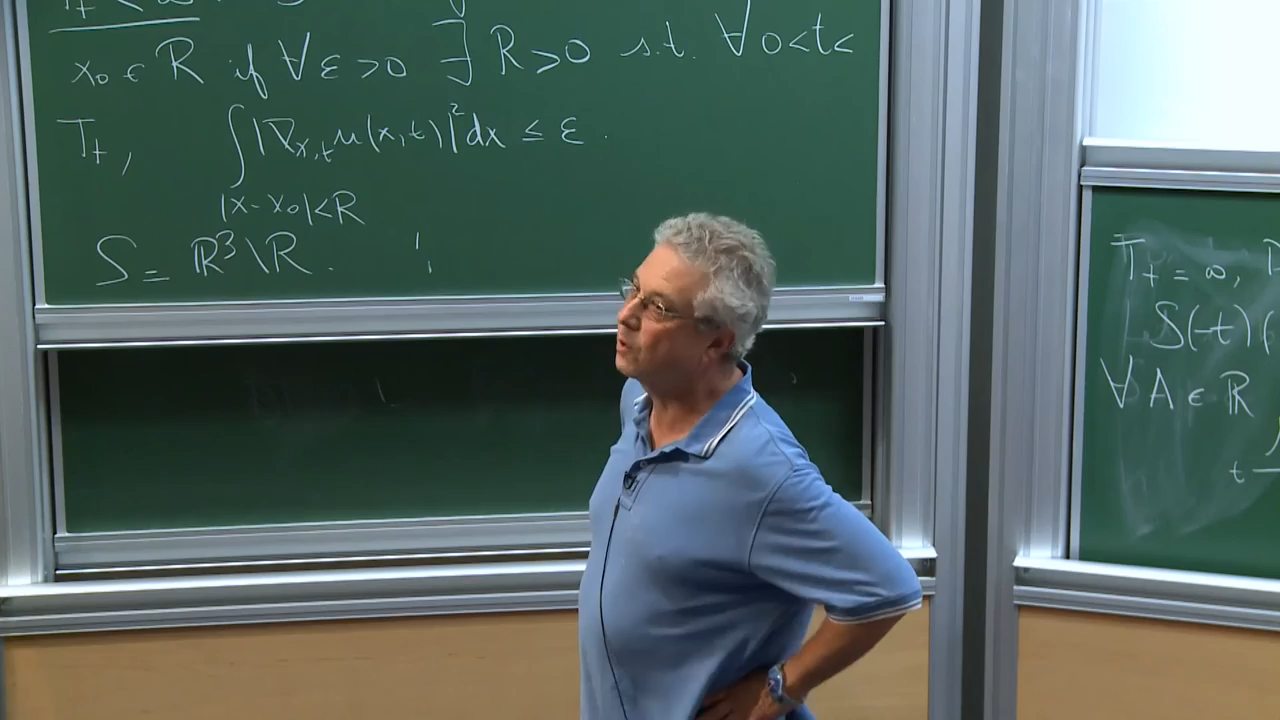 T₊ < ∞
x₀ ∈ R if ∀ε>0 ∃ R>0 s.t. ∀ 0<t<
T₊, ∫|∇ₓ,ₜ u(x,t)|² dx ≤ ε.
|x-x₀|<R
S = ℝ³\R.
T₊ = ∞,
S(-t)(
∀ A ∈ ℝ
t